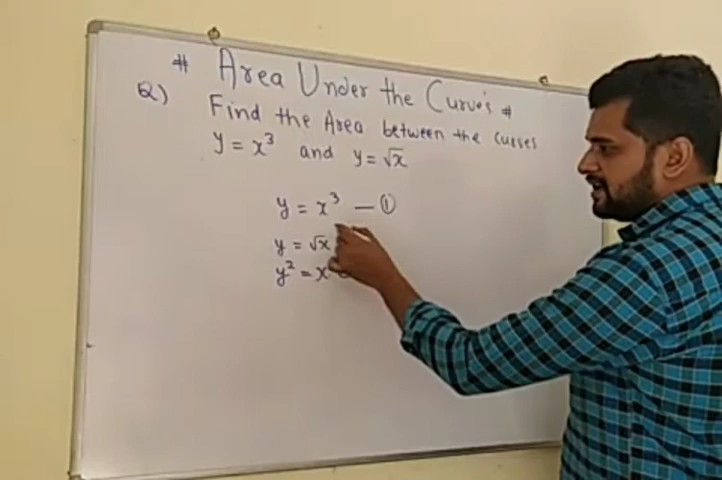 # Area Under the Curve's #
Q) Find the Area between the curves
y = x³ and y = √x
y = x³ — ①
y = √x
y² = x